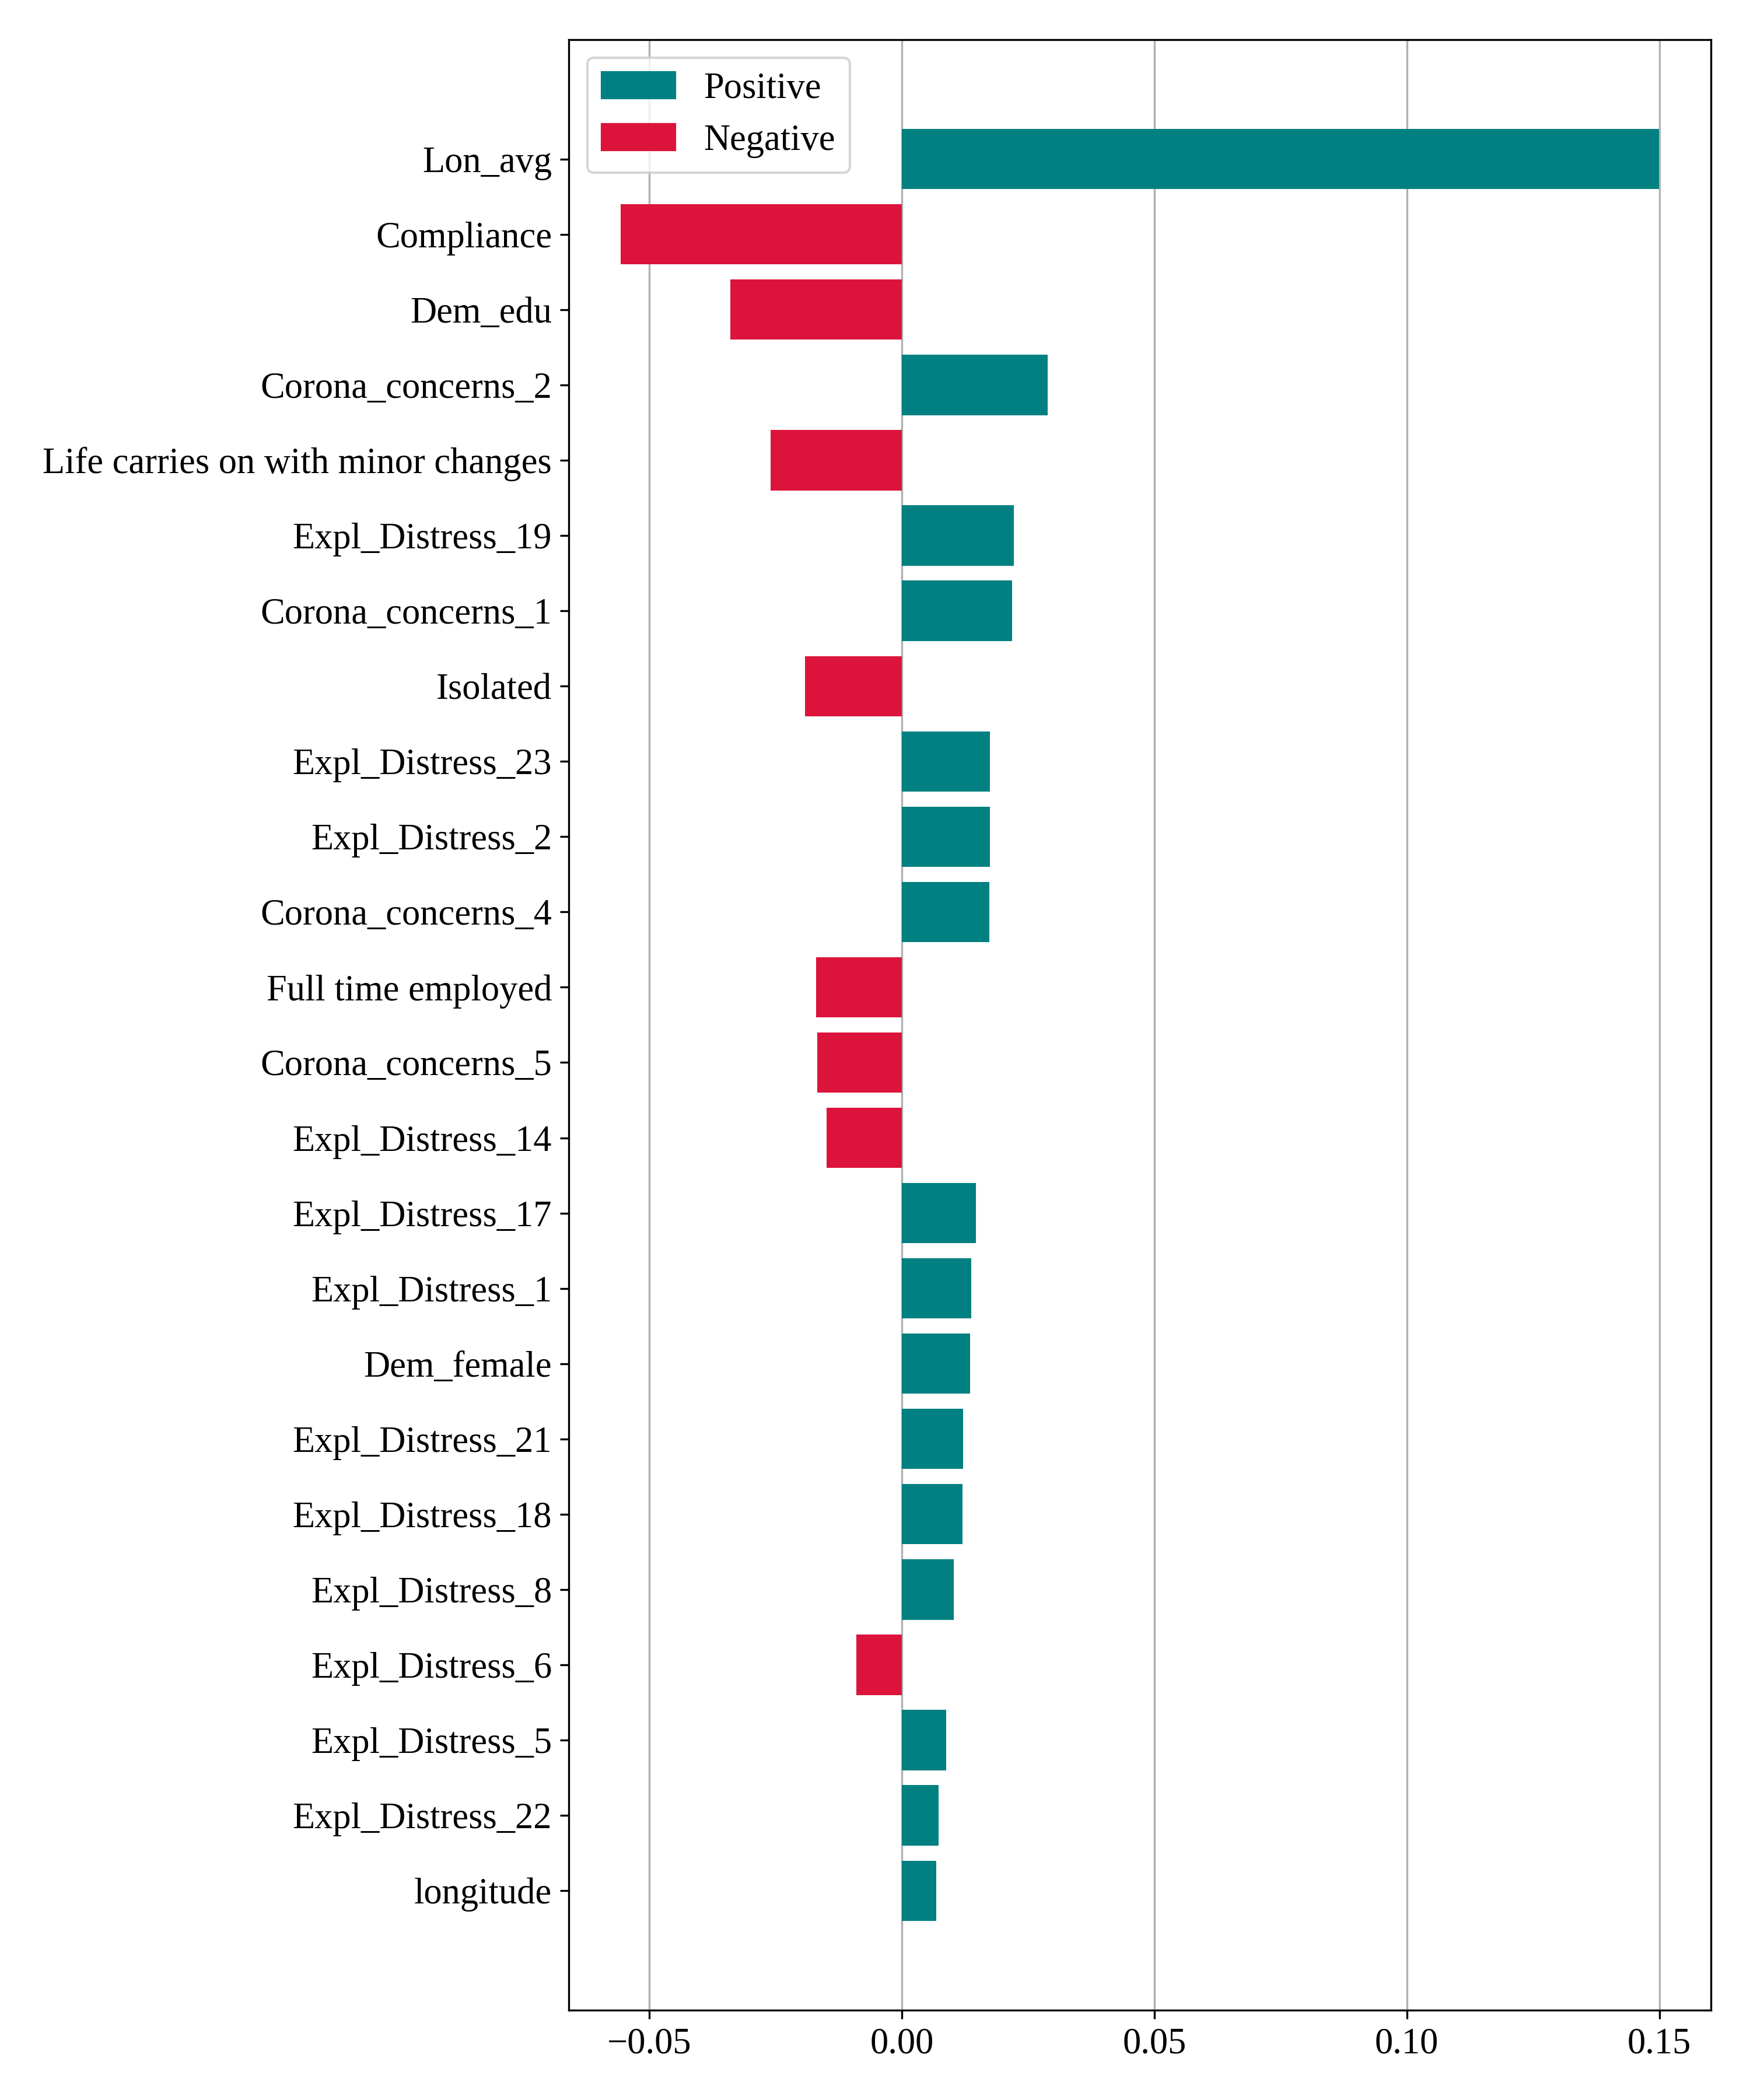 Positive
Negative
Lon_avg
Compliance
Dem_edu
Corona_concerns_2
Life carries on with minor changes
Expl_Distress_19
Corona_concerns_1
Isolated
Expl_Distress_23
Expl_Distress_2
Corona_concerns_4
Full time employed
Corona_concerns_5
Expl_Distress_14
Expl_Distress_17
Expl_Distress_1
Dem_female
Expl_Distress_21
Expl_Distress_18
Expl_Distress_8
Expl_Distress_6
Expl_Distress_5
Expl_Distress_22
longitude
−0.05 0.00 0.05 0.10 0.15